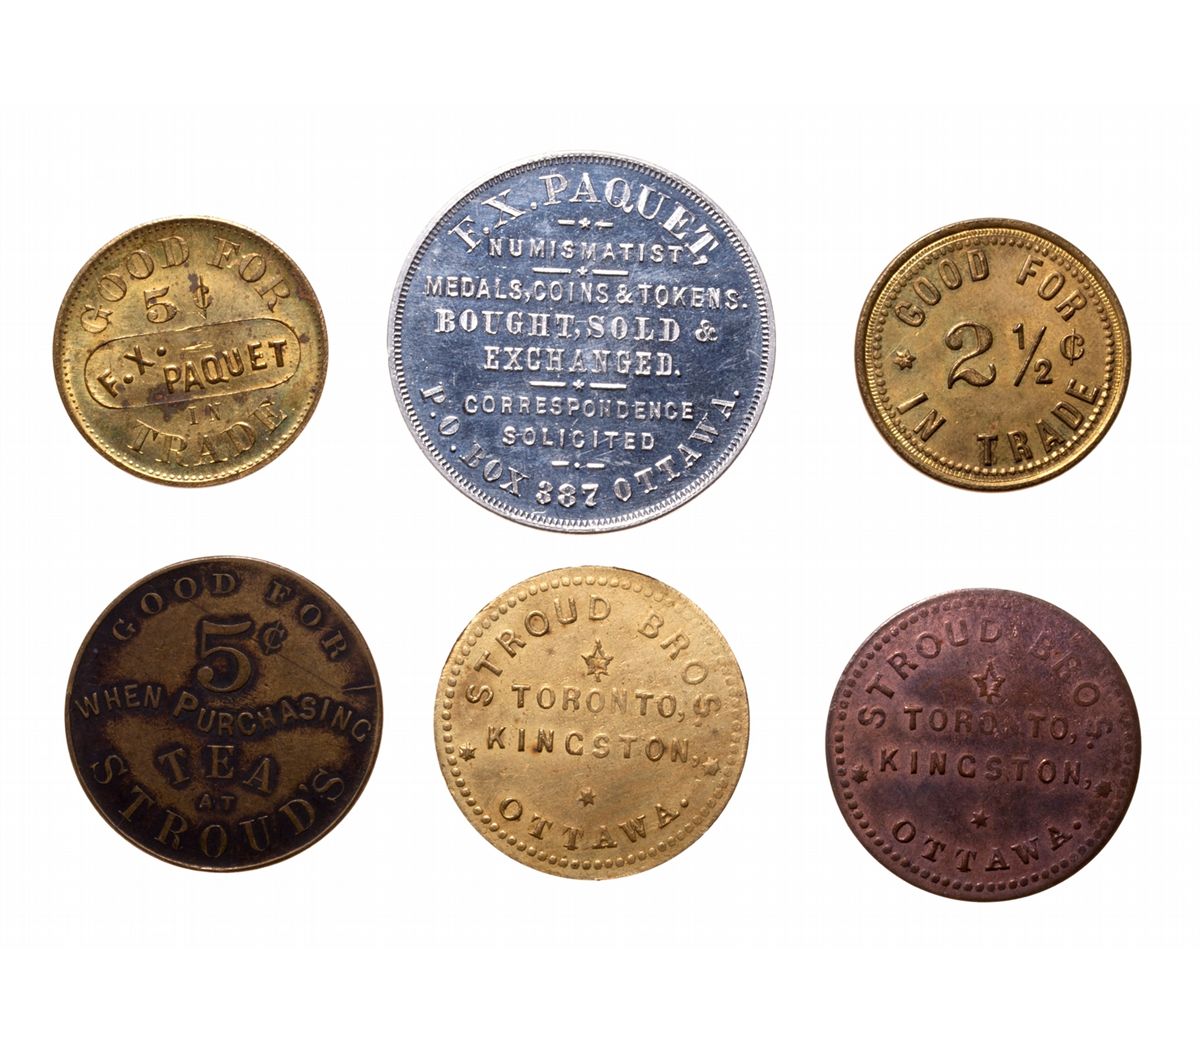 GOOD FOR
5 ¢
F.X. PAQUET
IN
TRADE
F.X. PAQUET,
NUMISMATIST
MEDALS, COINS & TOKENS.
BOUGHT, SOLD &
EXCHANGED.
CORRESPONDENCE
SOLICITED
P.O. BOX 387 OTTAWA.
GOOD FOR
2 1/2 ¢
IN TRADE
GOOD FOR
5¢
WHEN PURCHASING
TEA
AT
STROUD'S
STROUD BROS.
TORONTO,
KINGSTON,
OTTAWA.
STROUD BROS.
TORONTO,
KINGSTON,
OTTAWA.